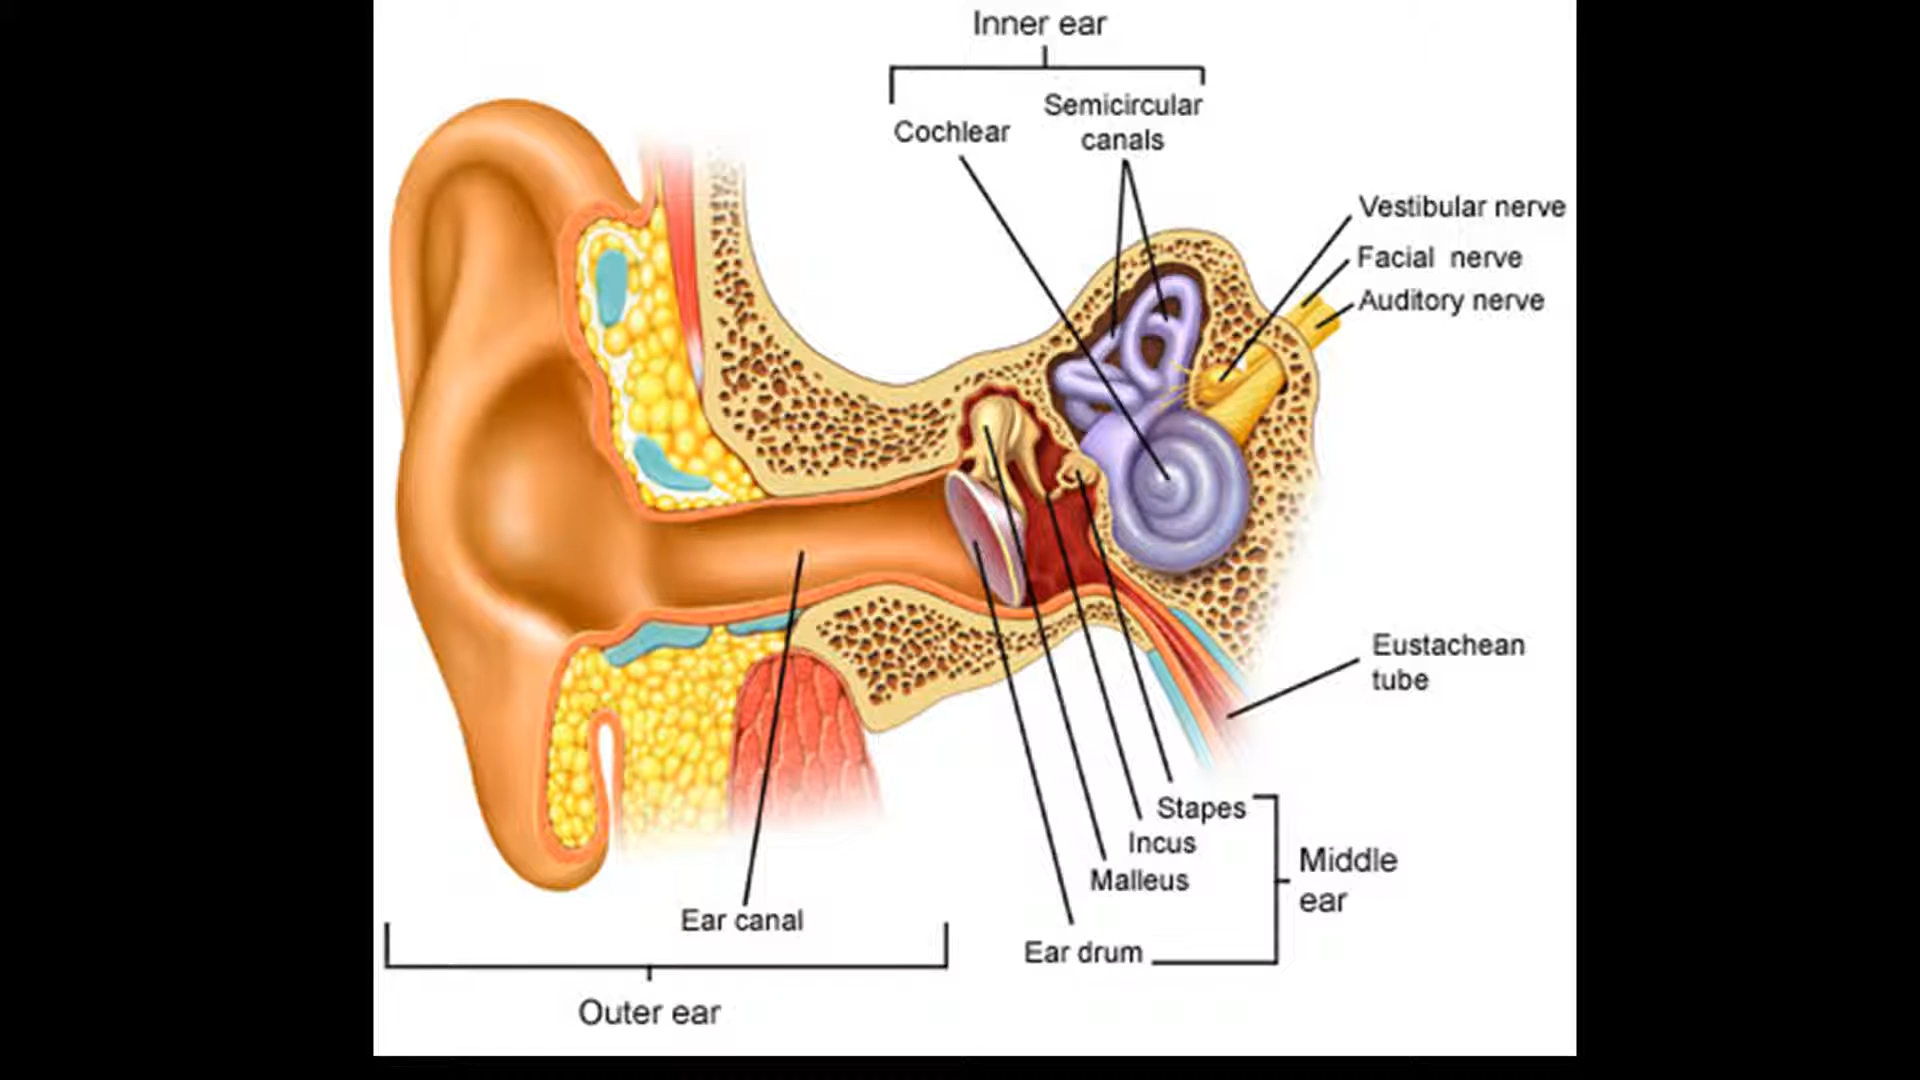 Inner ear
Semicircular
canals
Cochlear
Vestibular nerve
Facial nerve
Auditory nerve
Eustachean
tube
Stapes
Incus
Malleus
Middle
ear
Ear canal
Ear drum
Outer ear